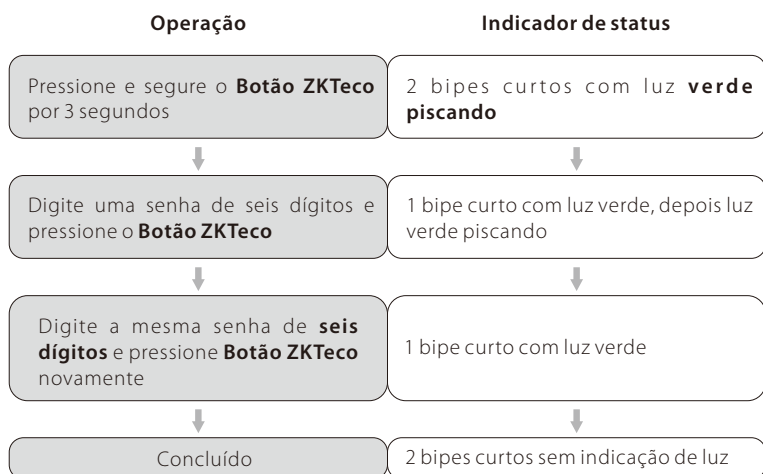 Operação
Indicador de status
Pressione e segure o Botão ZKTeco
por 3 segundos
2 bipes curtos com luz verde
piscando
Digite uma senha de seis dígitos e
pressione o Botão ZKTeco
1 bipe curto com luz verde, depois luz
verde piscando
Digite a mesma senha de seis
dígitos e pressione Botão ZKTeco
novamente
1 bipe curto com luz verde
Concluído
2 bipes curtos sem indicação de luz